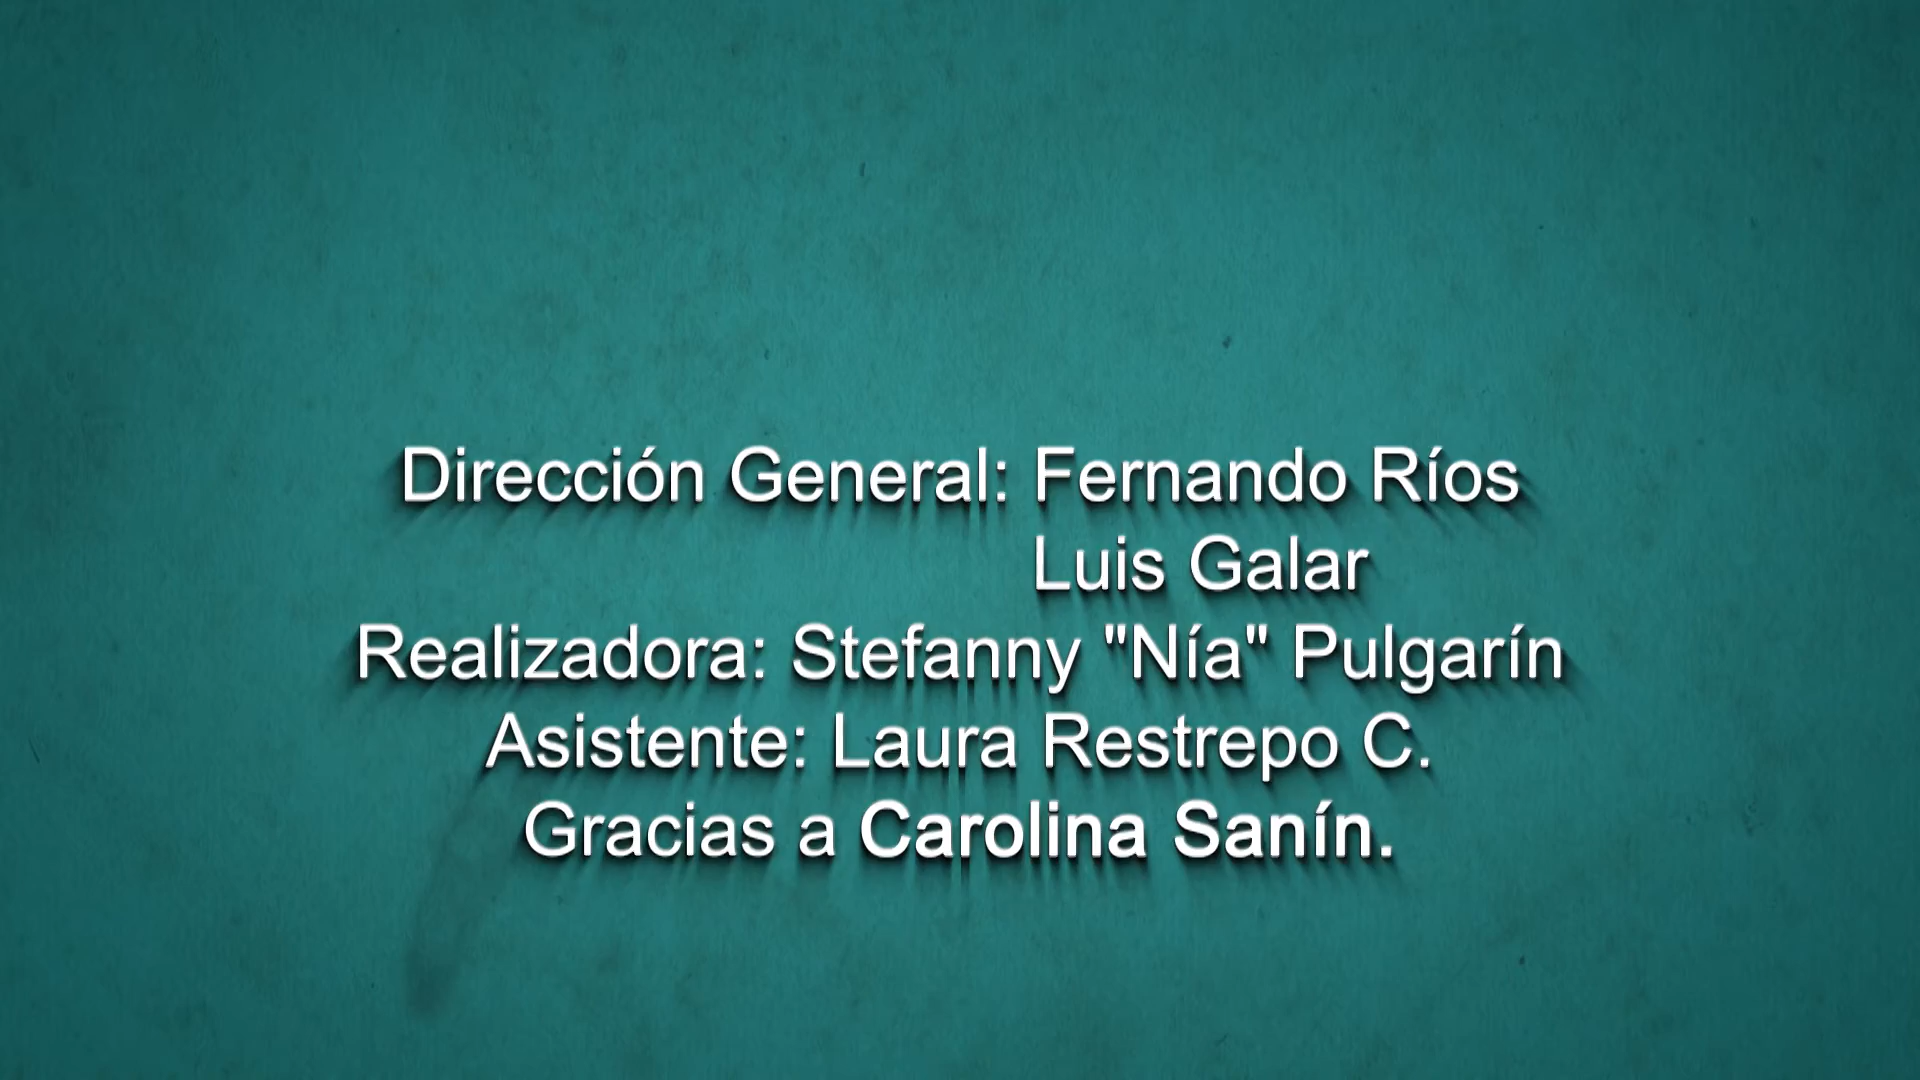 Dirección General: Fernando Ríos
Luis Galar
Realizadora: Stefanny "Nía" Pulgarín
Asistente: Laura Restrepo C.
Gracias a Carolina Sanín.